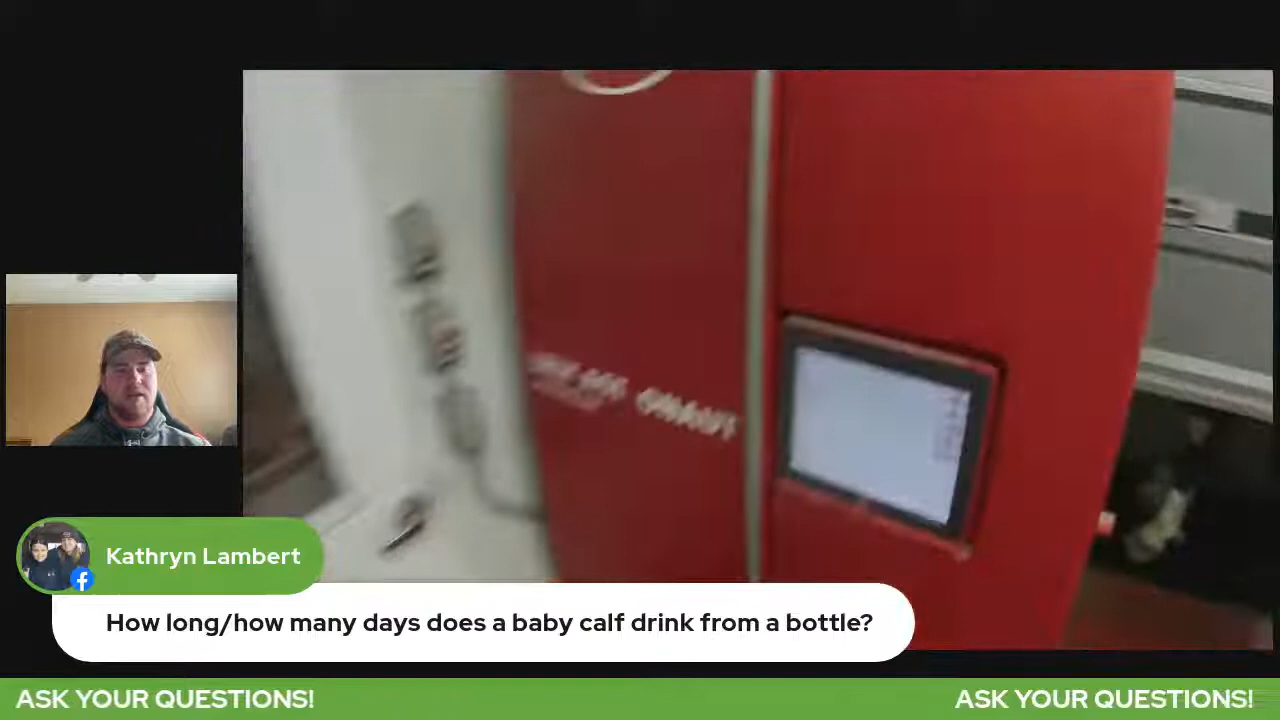 Kathryn Lambert
How long/how many days does a baby calf drink from a bottle?
ASK YOUR QUESTIONS!
ASK YOUR QUESTIONS!